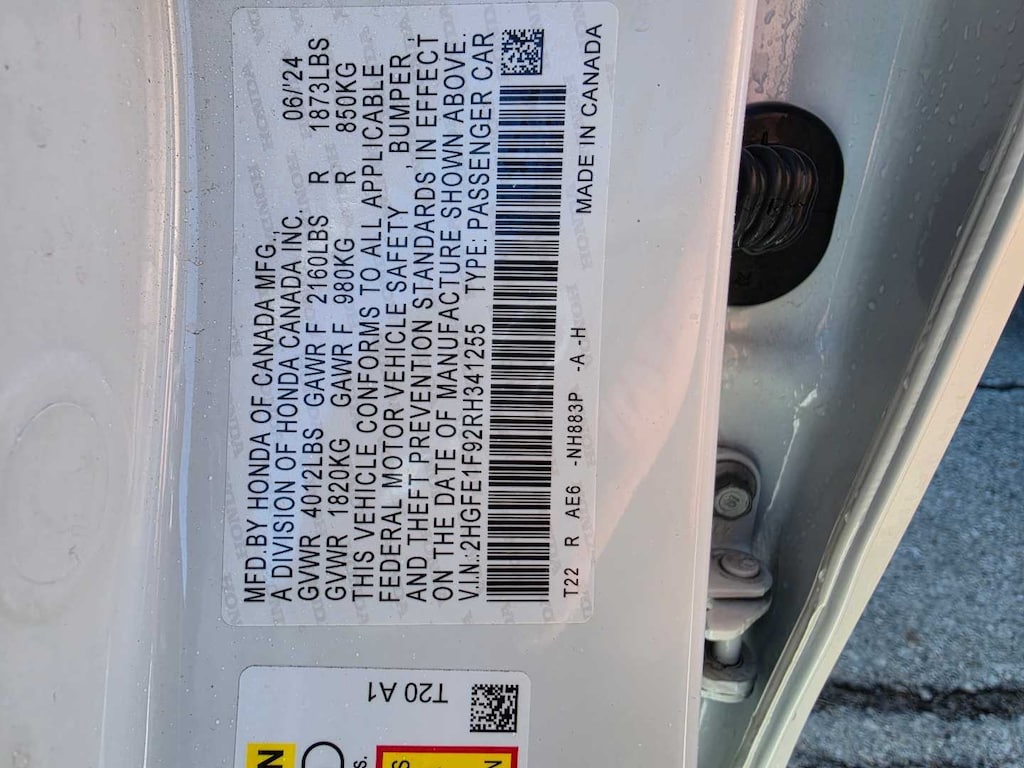 MFD.BY HONDA OF CANADA MFG., 06/'24
A DIVISION OF HONDA CANADA INC.
GVWR 4012LBS GAWR F 2160LBS R 1873LBS
GVWR 1820KG GAWR F 980KG R 850KG
THIS VEHICLE CONFORMS TO ALL APPLICABLE
FEDERAL MOTOR VEHICLE SAFETY , BUMPER ,
AND THEFT PREVENTION STANDARDS IN EFFECT
ON THE DATE OF MANUFACTURE SHOWN ABOVE.
V.I.N.:2HGFE1F92RH341255 TYPE: PASSENGER CAR
T22 R AE6 -NH883P -A -H MADE IN CANADA
T20 A1